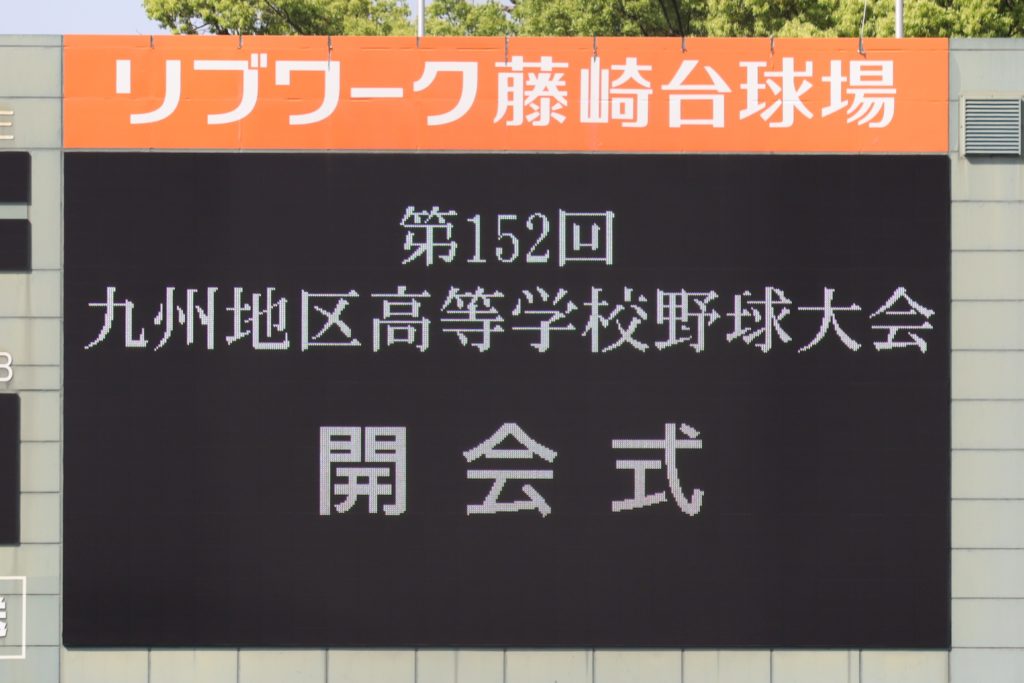 リブワーク藤崎台球場
第152回
九州地区高等学校野球大会
開会式
B